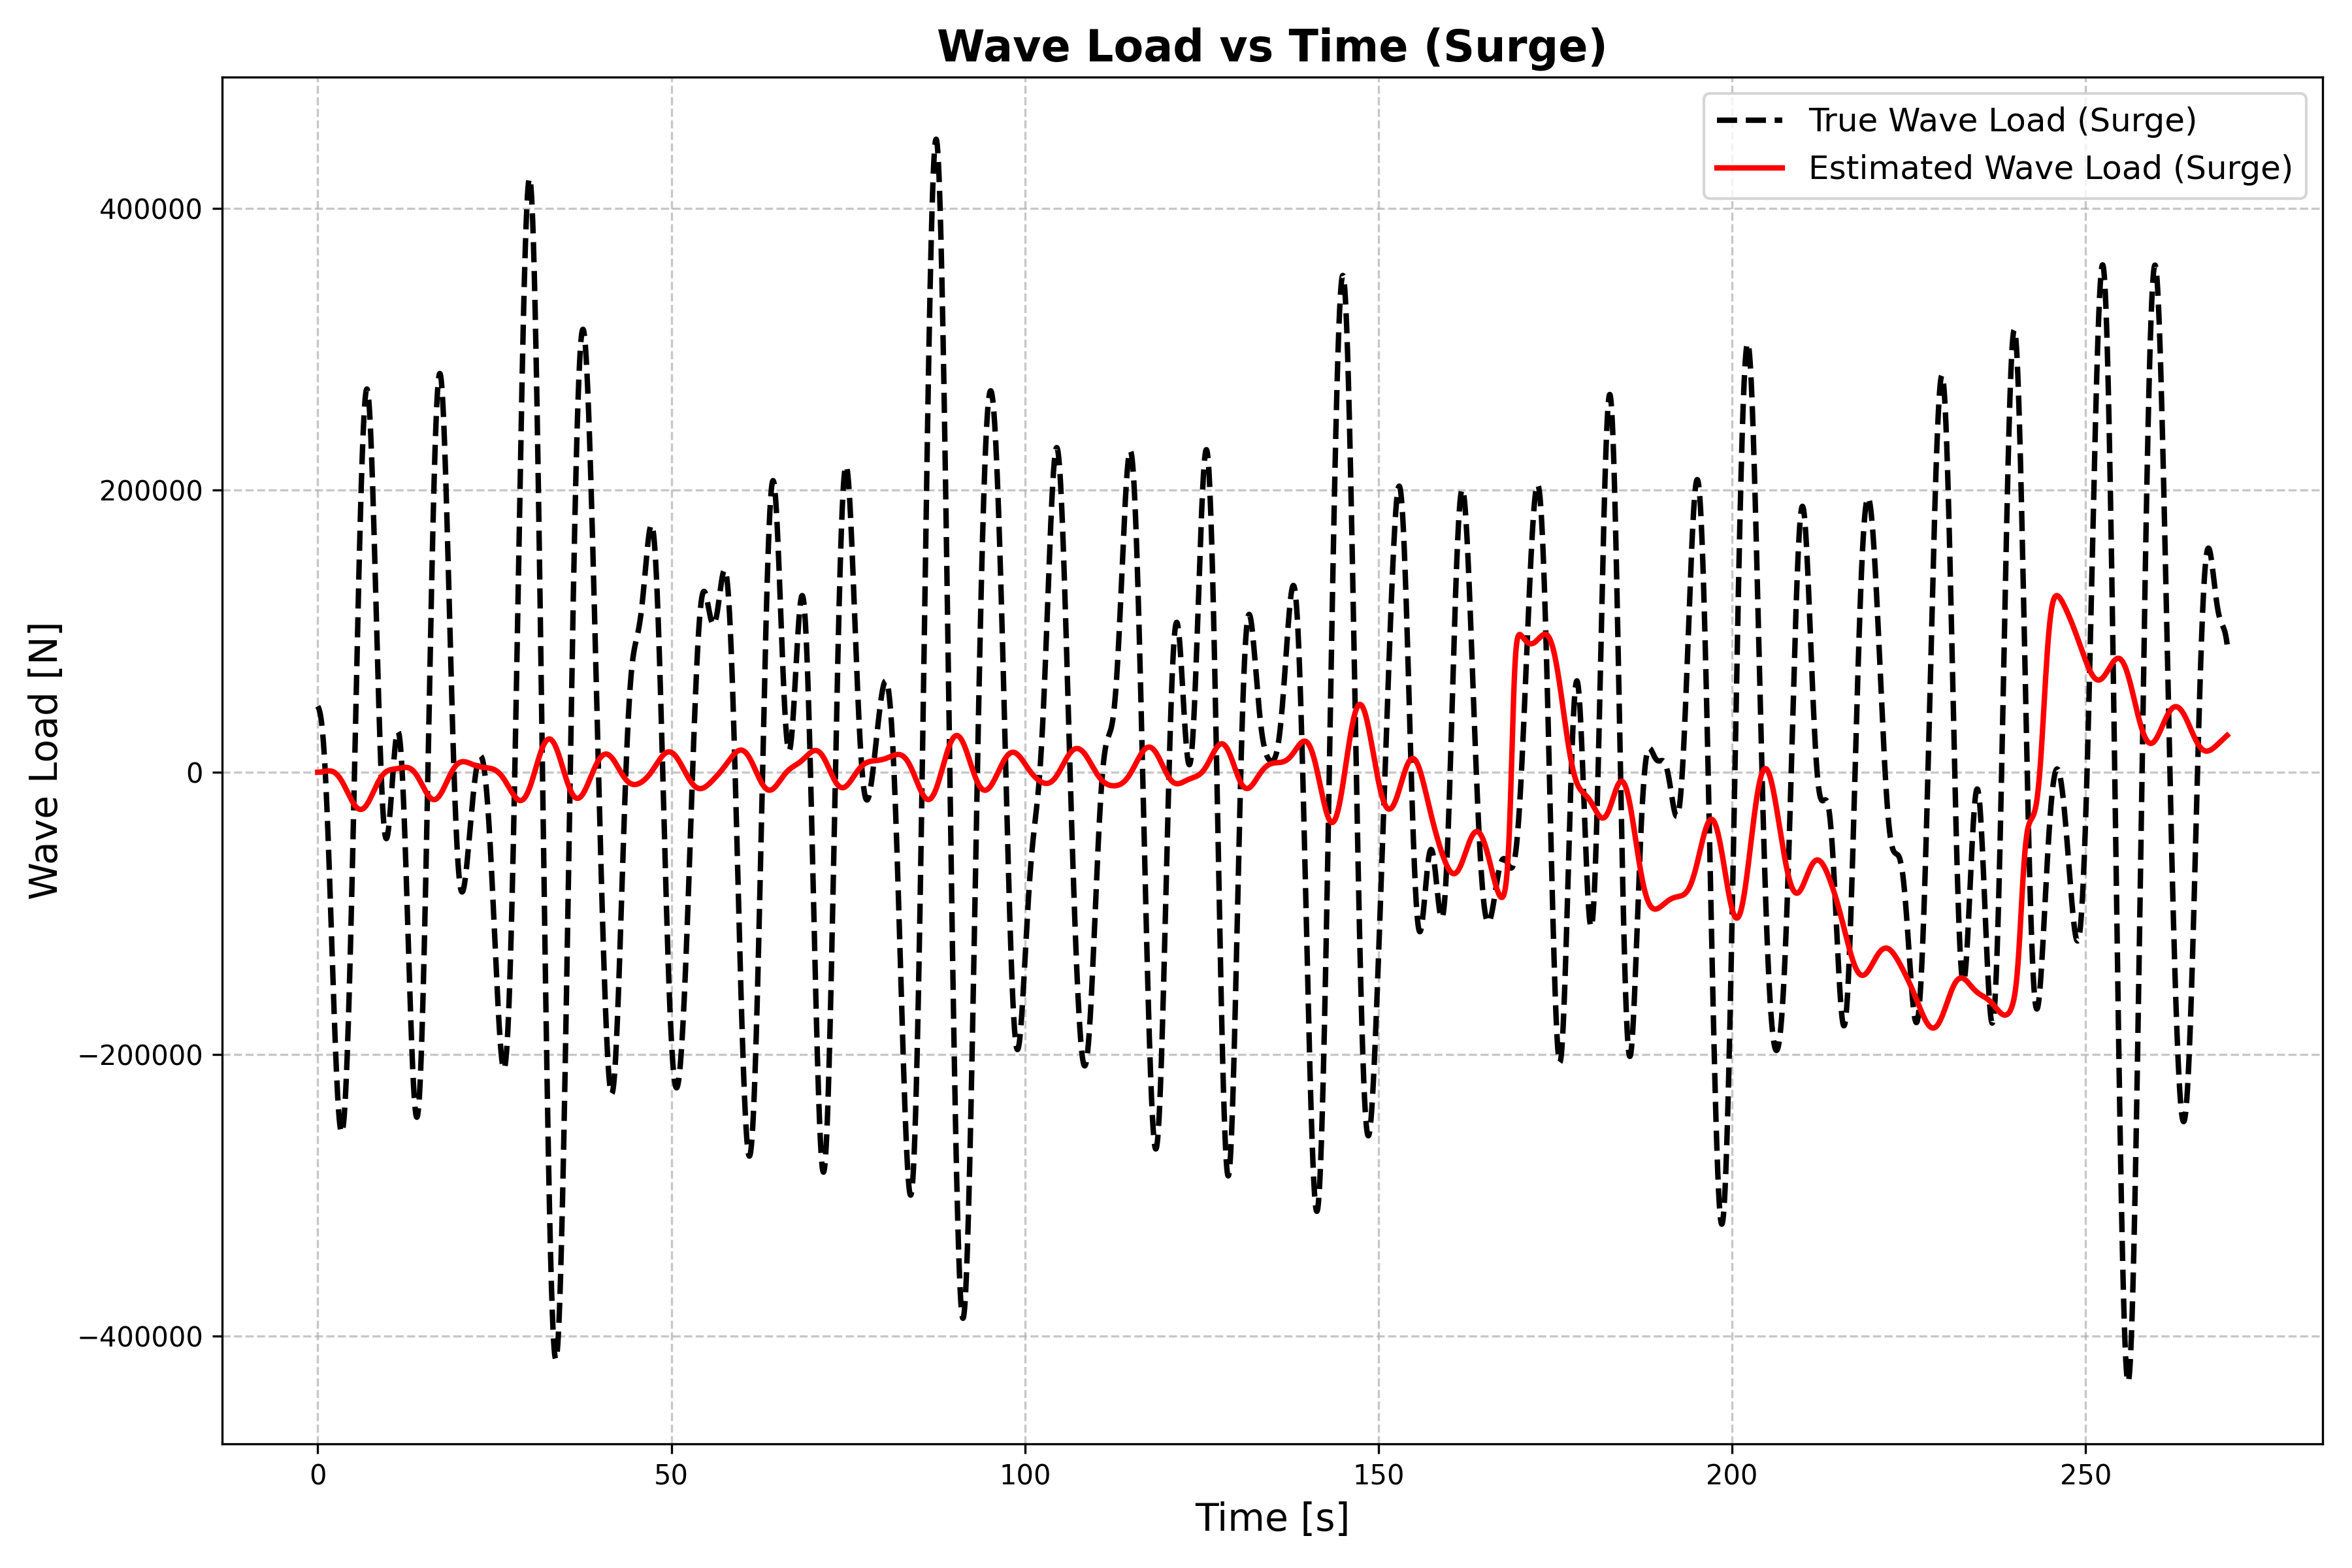 Wave Load vs Time (Surge)
True Wave Load (Surge)
Estimated Wave Load (Surge)
Wave Load [N]
400000
200000
0
−200000
−400000
0
50
100
150
200
250
Time [s]